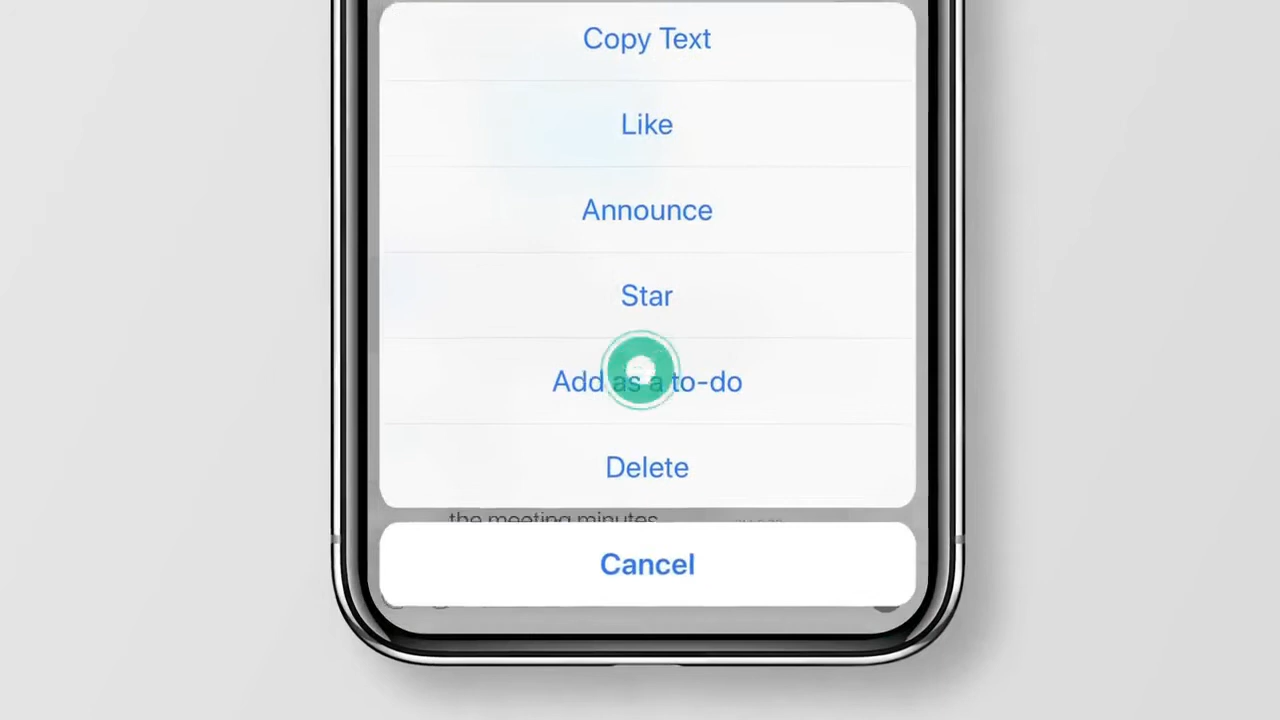 Copy Text
Like
Announce
Star
Add as a to-do
Delete
the meeting minutes
Cancel